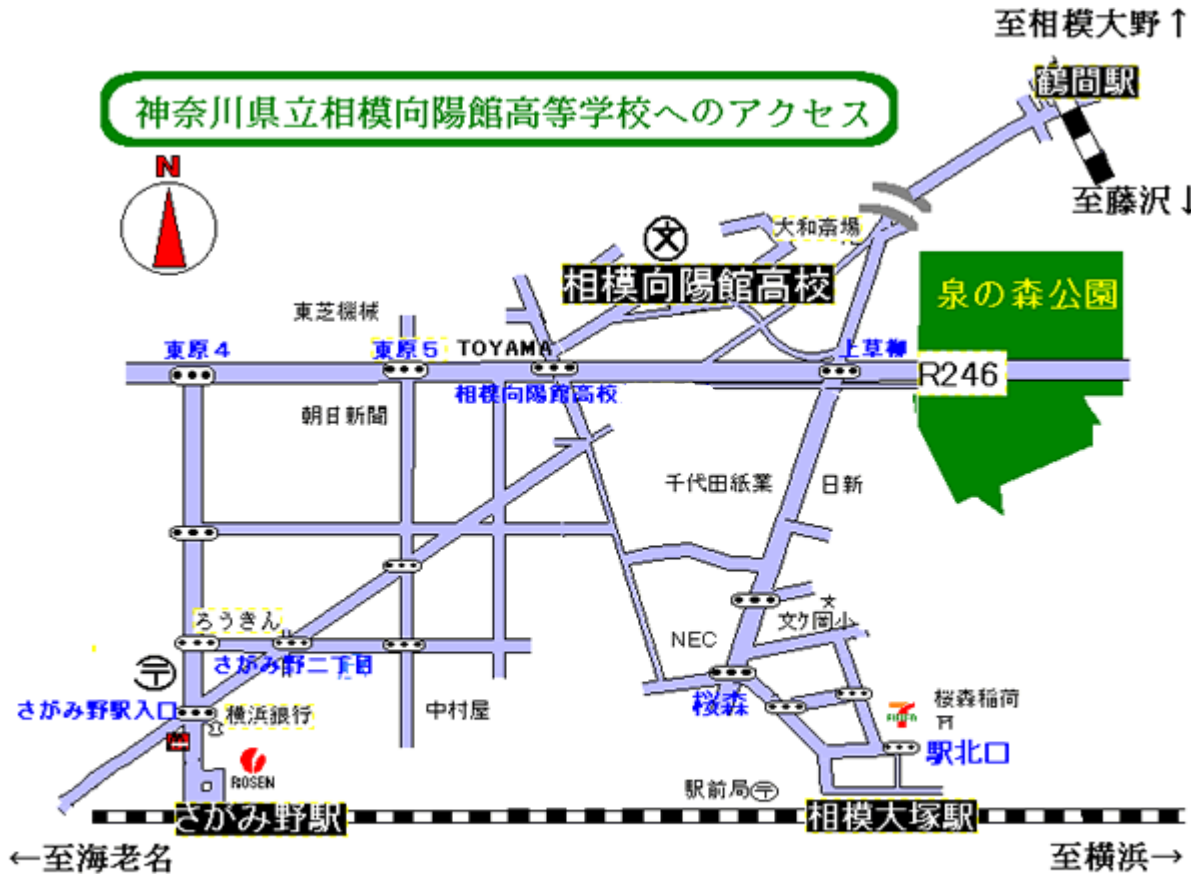 至相模大野↑
鶴間駅
神奈川県立相模向陽館高等学校へのアクセス
N
至藤沢↓
大和斎場
文
相模向陽館高校
泉の森公園
東芝機械
東原4
東原5
TOYAMA
上草柳
R246
相模向陽館高校
朝日新聞
千代田紙業
日新
ろうきん
文
文ケ岡小
NEC
さがみ野二丁目
〒
さがみ野駅入口
横浜銀行
中村屋
桜森
桜森稲荷
駅北口
ROSEN
駅前局〒
さがみ野駅
相模大塚駅
←至海老名
至横浜→